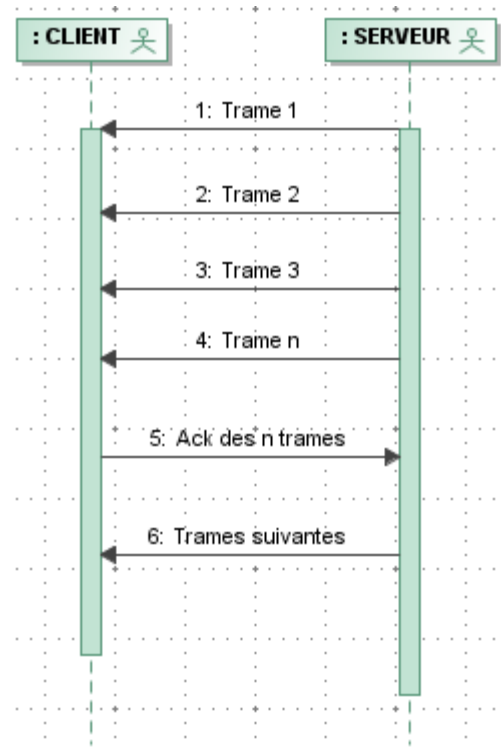 : CLIENT
: SERVEUR
1: Trame 1
2: Trame 2
3: Trame 3
4: Trame n
5: Ack des n trames
6: Trames suivantes